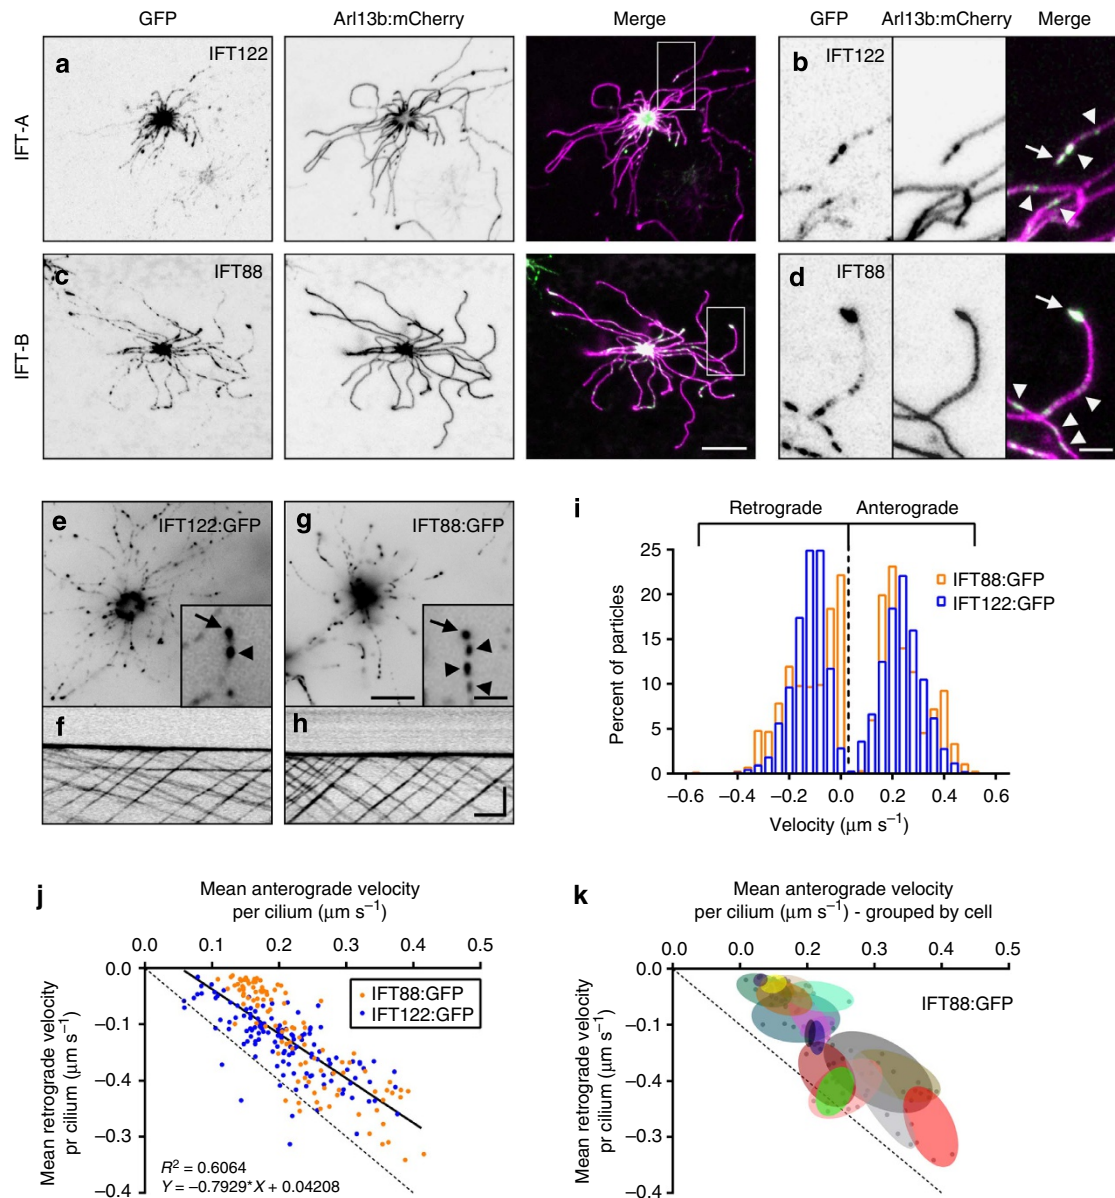 GFP Arl13b:mCherry Merge GFP Arl13b:mCherry Merge
IFT-A
a IFT122
b IFT122
IFT-B
c IFT88
d IFT88
e IFT122:GFP
g IFT88:GFP
f
h
i
Retrograde Anterograde
Percent of particles
25
20
15
10
5
0
IFT88:GFP
IFT122:GFP
–0.6 –0.4 –0.2 0.0 0.2 0.4 0.6
Velocity (μm s–1)
j
Mean anterograde velocity
per cilium (μm s–1)
0.0 0.1 0.2 0.3 0.4 0.5
Mean retrograde velocity
pr cilium (μm s–1)
0.0
–0.1
–0.4
–0.3
–0.4
IFT88:GFP
IFT122:GFP
R2 = 0.6064
Y = –0.7929*X + 0.04208
k
Mean anterograde velocity
per cilium (μm s–1) - grouped by cell
0.0 0.0 0.2 0.3 0.5
Mean retrograde velocity
pr cilium (μm s–1)
0.0
–0.1
–0.4
–0.3
–0.4
IFT88:GFP